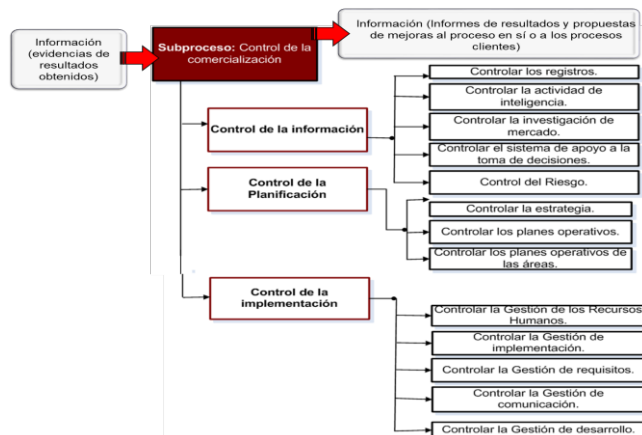 Información
(evidencias de
resultados
obtenidos)
Subproceso: Control de la
comercialización
Información (Informes de resultados y propuestas
de mejoras al proceso en sí o a los procesos
clientes)
Control de la información
Controlar los registros.
Controlar la actividad de
inteligencia.
Controlar la investigación de
mercado.
Controlar el sistema de apoyo a la
toma de decisiones.
Control del Riesgo.
Control de la
Planificación
Controlar la estrategia.
Controlar los planes operativos.
Controlar los planes operativos de
las áreas.
Control de la
implementación
Controlar la Gestión de los Recursos
Humanos.
Controlar la Gestión de
implementación.
Controlar la Gestión de requisitos.
Controlar la Gestión de
comunicación.
Controlar la Gestión de desarrollo.